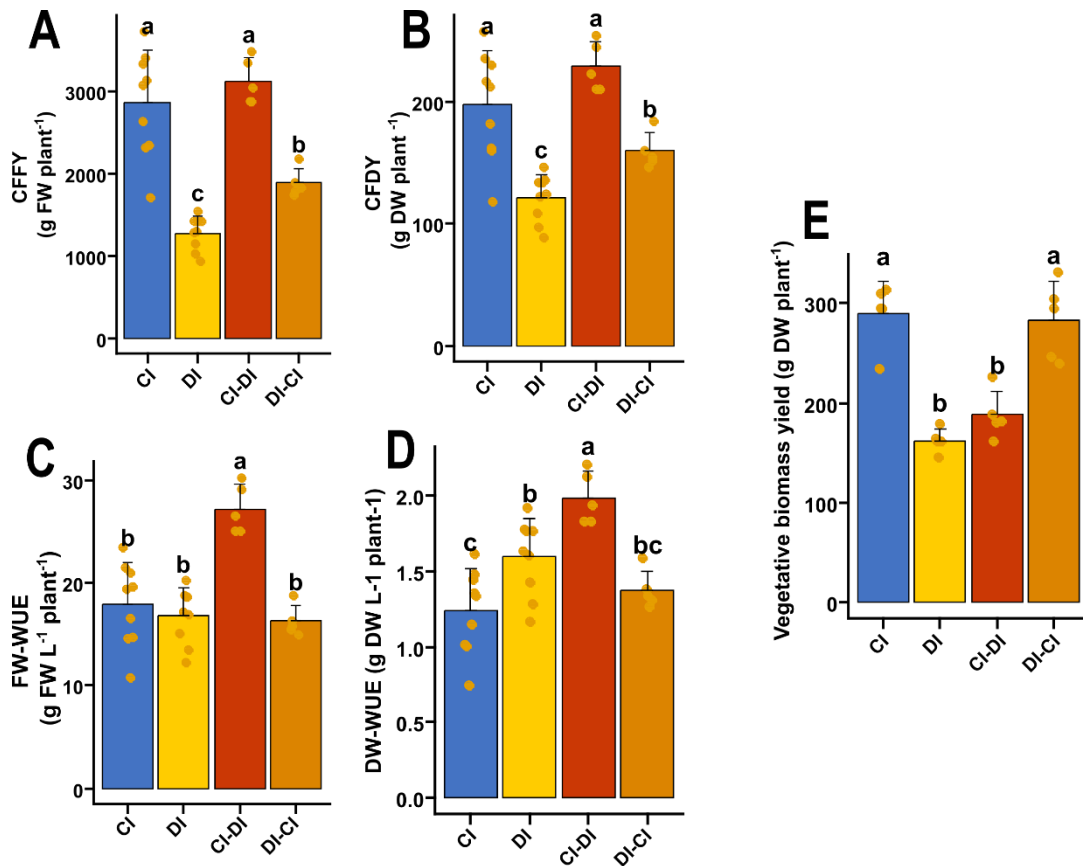 A
CFFY
(g FW plant-1)
3000
2000
1000
0
a
c
a
b
CI
DI
CI-DI
DI-CI
B
CFDY
(g DW plant -1)
200
100
0
a
c
a
b
CI
DI
CI-DI
DI-CI
C
FW-WUE
(g FW L-1 plant-1)
30
20
10
0
b
b
a
b
CI
DI
CI-DI
DI-CI
D
DW-WUE (g DW L-1 plant-1)
2.0
1.5
1.0
0.5
0.0
c
b
a
bc
CI
DI
CI-DI
DI-CI
E
Vegetative biomass yield (g DW plant-1)
300
200
100
0
a
b
b
a
CI
DI
CI-DI
DI-CI